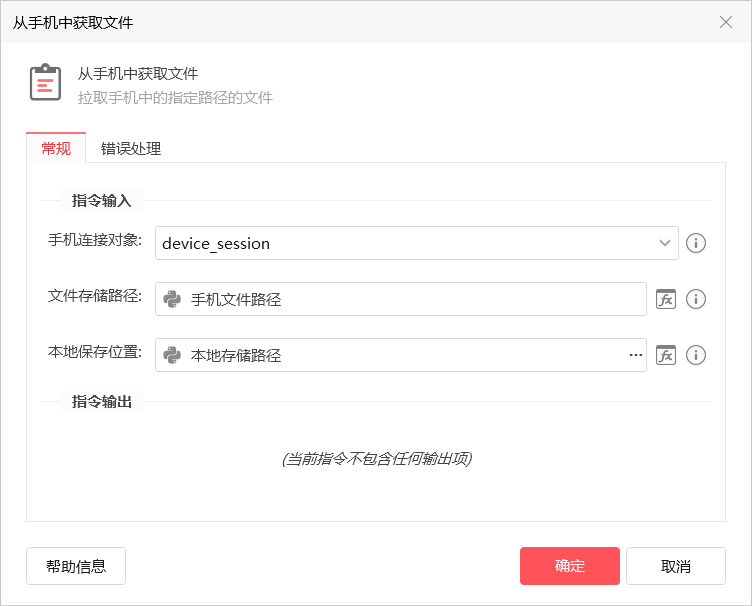 从手机中获取文件
从手机中获取文件
拉取手机中的指定路径的文件
常规 错误处理
指令输入
手机连接对象: device_session
文件存储路径: 手机文件路径 fx
本地保存位置: 本地存储路径 ··· fx
指令输出
(当前指令不包含任何输出项)
帮助信息 确定 取消